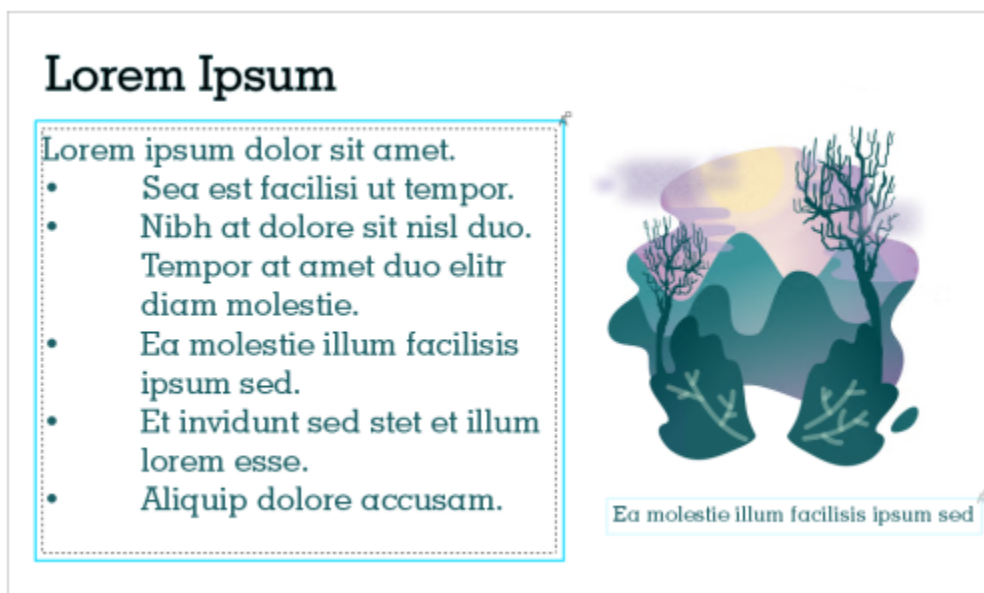 Lorem Ipsum
Lorem ipsum dolor sit amet.
• Sea est facilisi ut tempor.
• Nibh at dolore sit nisl duo.
Tempor at amet duo elitr
diam molestie.
• Ea molestie illum facilisis
ipsum sed.
• Et invidunt sed stet et illum
lorem esse.
• Aliquip dolore accusam.
Ea molestie illum facilisis ipsum sed